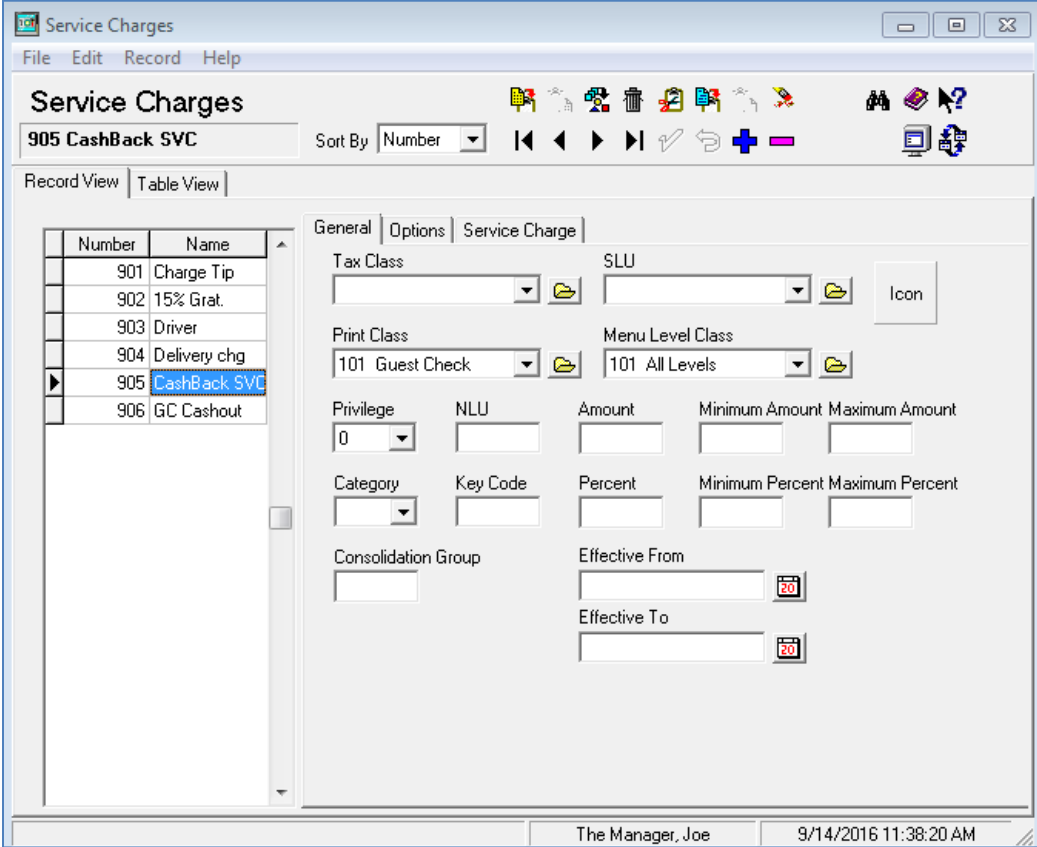 Service Charges
File Edit Record Help
Service Charges
905 CashBack SVC
Sort By Number
Record View Table View
Number Name
901 Charge Tip
902 15% Grat.
903 Driver
904 Delivery chg
905 CashBack SVC
906 GC Cashout
General Options Service Charge
Tax Class SLU
Icon
Print Class Menu Level Class
101 Guest Check 101 All Levels
Privilege NLU Amount Minimum Amount Maximum Amount
0
Category Key Code Percent Minimum Percent Maximum Percent
Consolidation Group Effective From
20
Effective To
20
The Manager, Joe 9/14/2016 11:38:20 AM